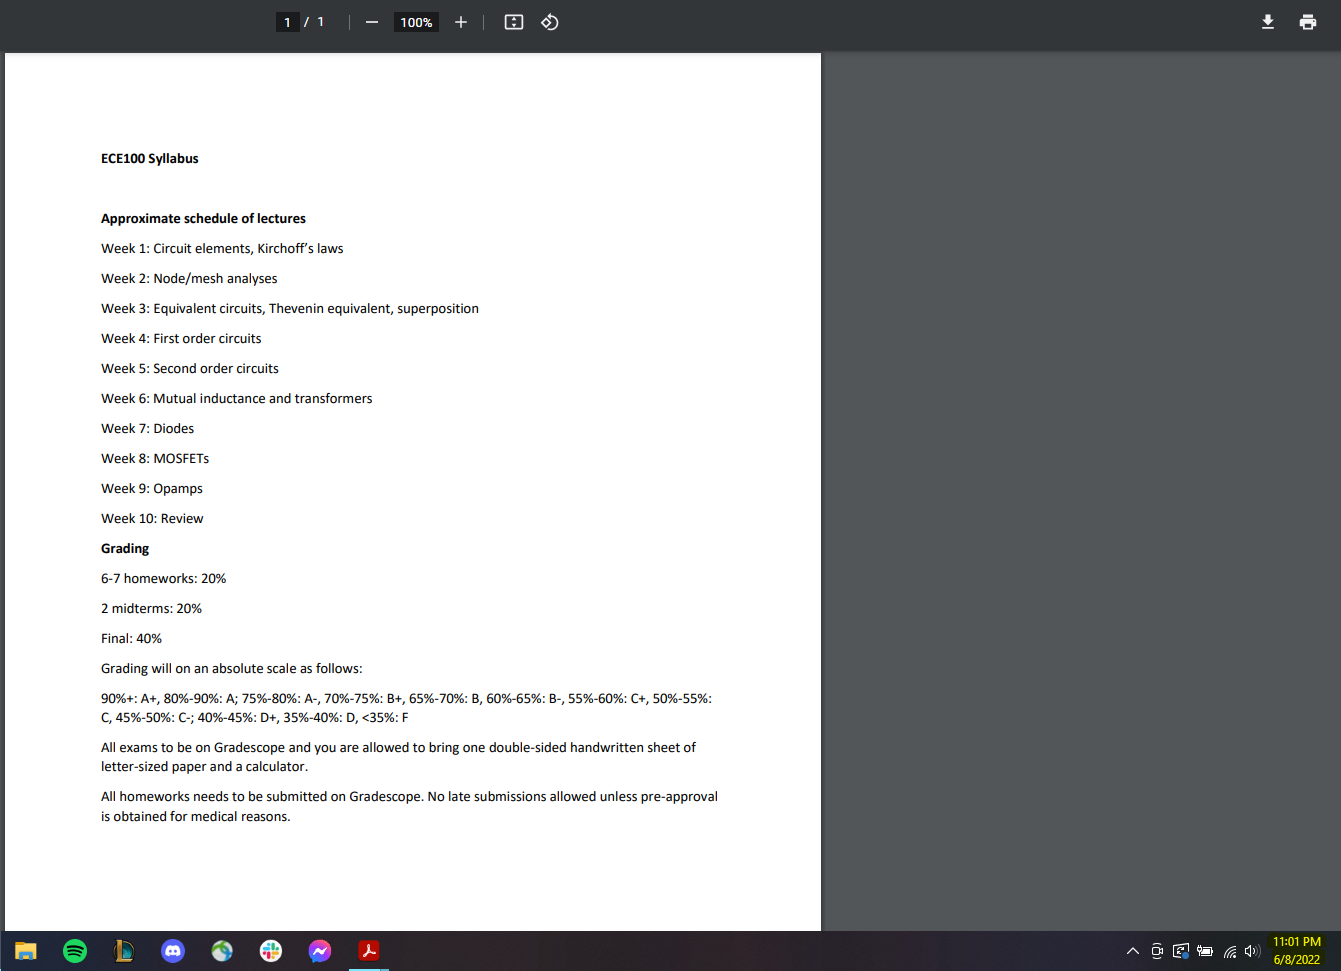 1 / 1
100%
ECE100 Syllabus
Approximate schedule of lectures
Week 1: Circuit elements, Kirchoff’s laws
Week 2: Node/mesh analyses
Week 3: Equivalent circuits, Thevenin equivalent, superposition
Week 4: First order circuits
Week 5: Second order circuits
Week 6: Mutual inductance and transformers
Week 7: Diodes
Week 8: MOSFETs
Week 9: Opamps
Week 10: Review
Grading
6-7 homeworks: 20%
2 midterms: 20%
Final: 40%
Grading will on an absolute scale as follows:
90%+: A+, 80%-90%: A; 75%-80%: A-, 70%-75%: B+, 65%-70%: B, 60%-65%: B-, 55%-60%: C+, 50%-55%:
C, 45%-50%: C-; 40%-45%: D+, 35%-40%: D, <35%: F
All exams to be on Gradescope and you are allowed to bring one double-sided handwritten sheet of
letter-sized paper and a calculator.
All homeworks needs to be submitted on Gradescope. No late submissions allowed unless pre-approval
is obtained for medical reasons.
11:01 PM
6/8/2022